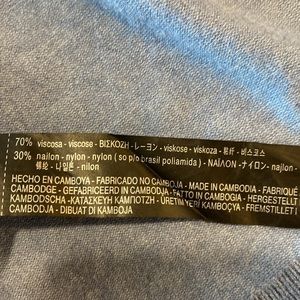 70% viscosa - viscose - ΒΙΣΚΟΖΗ - レーヨン - viskose - viskoza - 粘纤 - 비스코스
30% nailon - nylon - nylon ( so p/o brasil poliamida ) - ΝΑΪΛΟΝ - ナイロン - najlon -
锦纶 - 나일론 - nilon
HECHO EN CAMBOYA - FABRICADO NO CAMBOJA - MADE IN CAMBODIA - FABRIQUÉ
CAMBODGE - GEFABRICEERD IN CAMBODJA - FATTO IN CAMBOGIA - HERGESTELLT
KAMBODSCHA - ΚΑΤΑΣΚΕΥΗ ΚΑΜΠΟΤΖΗ - ÜRETİM YERİ KAMBOÇYA - FREMSTILLET I
CAMBODJA - DIBUAT DI KAMBOJA